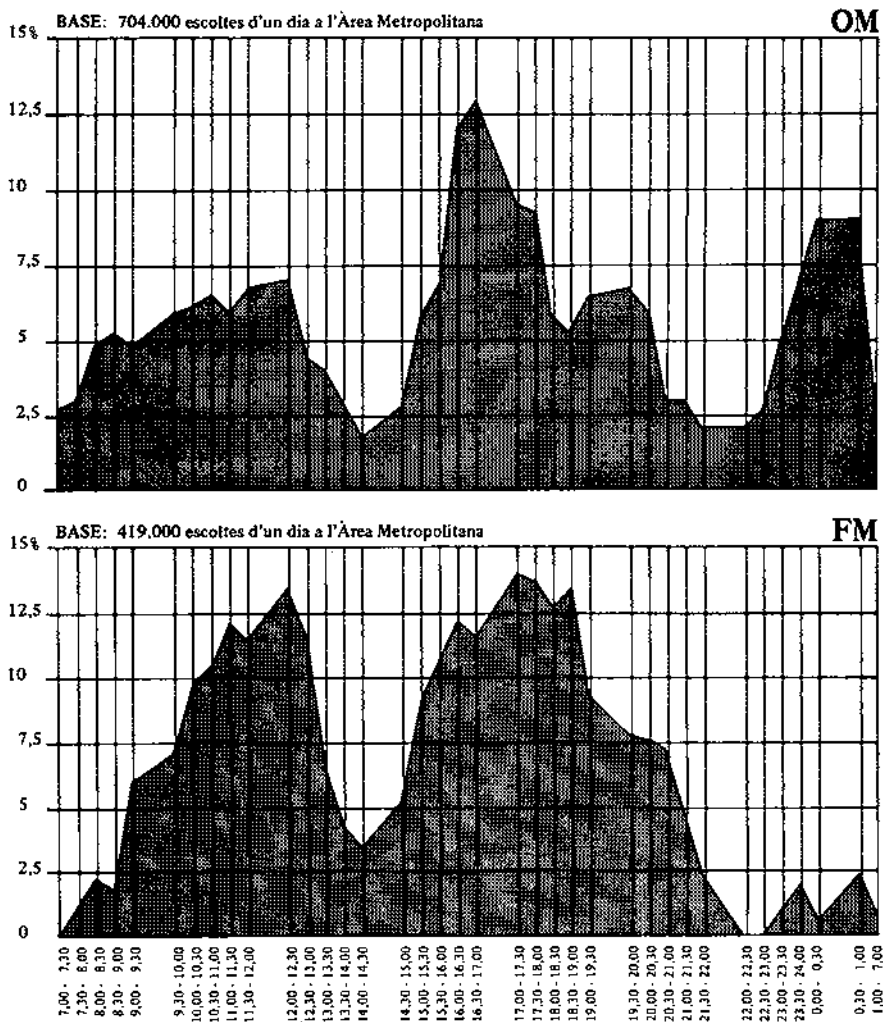 BASE: 704.000 escoltes d'un dia a l'Àrea Metropolitana
OM
15%
12,5
10
7,5
5
2,5
0
BASE: 419.000 escoltes d'un dia a l'Àrea Metropolitana
FM
15%
12,5
10
7,5
5
2,5
0
7,00 - 7,30
7,30 - 8,00
8,00 - 8,30
8,30 - 9,00
9,00 - 9,30
9,30 - 10,00
10,00 - 10,30
10,30 - 11,00
11,00 - 11,30
11,30 - 12,00
12,00 - 12,30
12,30 - 13,00
13,00 - 13,30
13,30 - 14,00
14,00 - 14,30
14,30 - 15,00
15,00 - 15,30
15,30 - 16,00
16,00 - 16,30
16,30 - 17,00
17,00 - 17,30
17,30 - 18,00
18,00 - 18,30
18,30 - 19,00
19,00 - 19,30
19,30 - 20,00
20,00 - 20,30
20,30 - 21,00
21,00 - 21,30
21,30 - 22,00
22,00 - 22,30
22,30 - 23,00
23,00 - 23,30
23,30 - 24,00
0,00 - 0,30
0,30 - 1,00
1,00 - 7,00